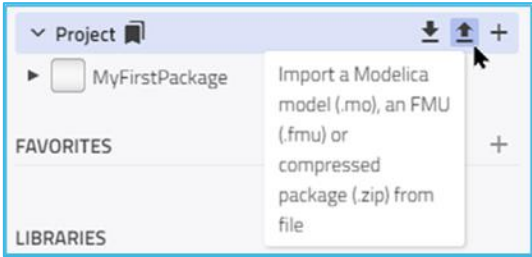 Project
MyFirstPackage
Import a Modelica
model (.mo), an FMU
(.fmu) or
compressed
package (.zip) from
file
FAVORITES
LIBRARIES